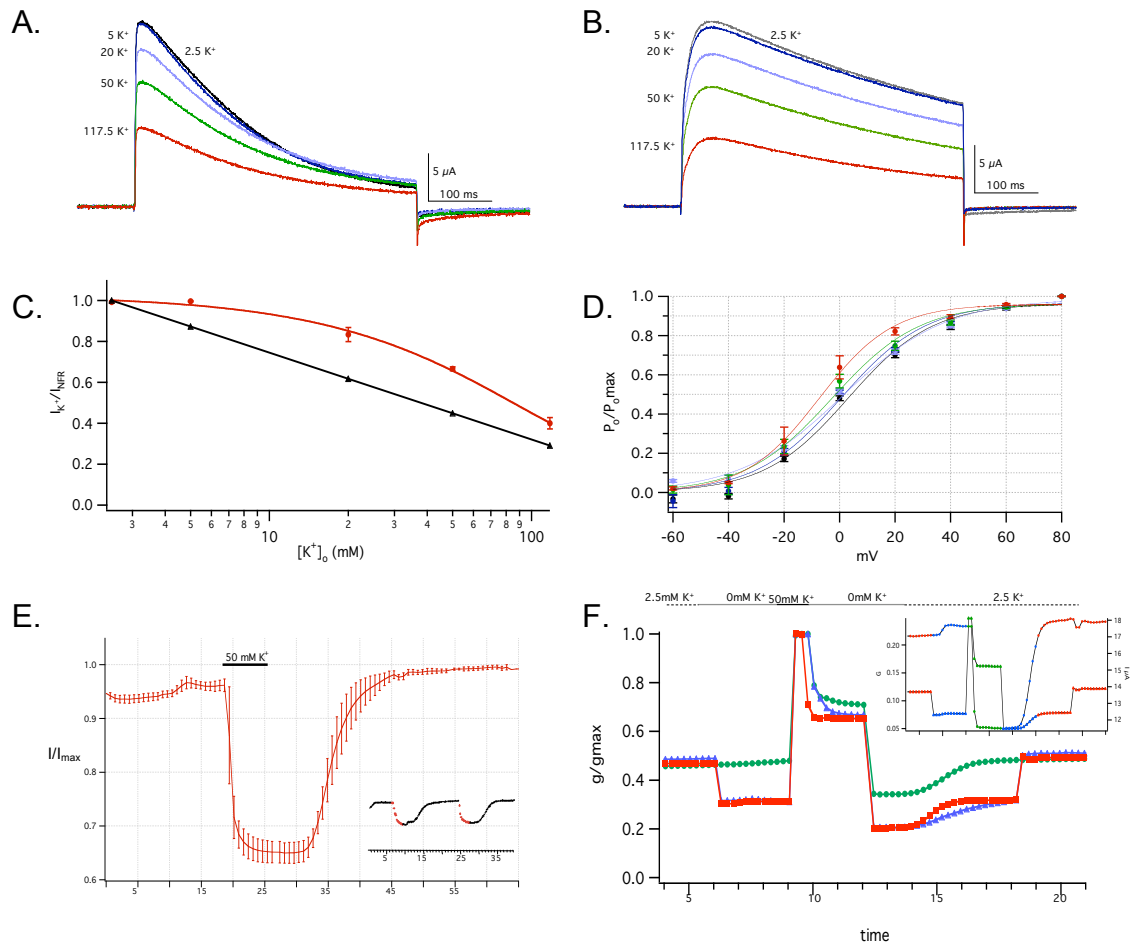 A.
5 K⁺
20 K⁺
2.5 K⁺
50 K⁺
117.5 K⁺
5 µA
100 ms
B.
5 K⁺
20 K⁺
2.5 K⁺
50 K⁺
117.5 K⁺
5 µA
100 ms
C.
1.0
0.8
0.6
0.4
0.2
0.0
I_K⁺/I_NFR
3 4 5 6 7 8 9 10 2 3 4 5 6 7 8 9 100
[K⁺]o (mM)
D.
1.0
0.8
0.6
0.4
0.2
0.0
Po/Pomax
-60 -40 -20 0 20 40 60 80
mV
E.
50 mM K⁺
1.0
0.9
0.8
0.7
0.6
I/Imax
5 15 25 35 45 55
5 15 25 35
F.
2.5mM K⁺ 0mM K⁺ 50mM K⁺ 0mM K⁺ 2.5 K⁺
1.0
0.8
0.6
0.4
0.2
0.0
g/gmax
5 10 15 20
time
0.20
0.15
0.10
0.05
G
18
17
16
15
14
13
12
I µA